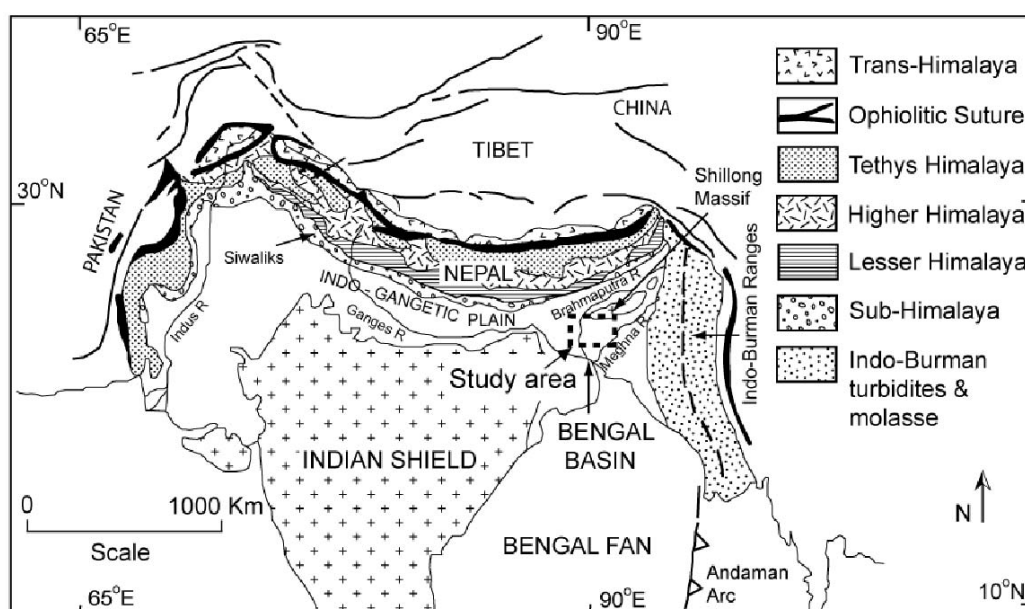 65°E
90°E
Trans-Himalaya
Ophiolitic Suture
Tethys Himalaya
Higher Himalaya
Lesser Himalaya
Sub-Himalaya
Indo-Burman
turbidites &
molasse
CHINA
TIBET
Shillong
Massif
30°N
PAKISTAN
Siwaliks
NEPAL
INDO - GANGETIC PLAIN
Brahmaputra R
Indus R
Ganges R
Meghna R
Indo-Burman Ranges
Study area
BENGAL
BASIN
INDIAN SHIELD
0 1000 Km
Scale
N
BENGAL FAN
Andaman
Arc
65°E
90°E
10°N